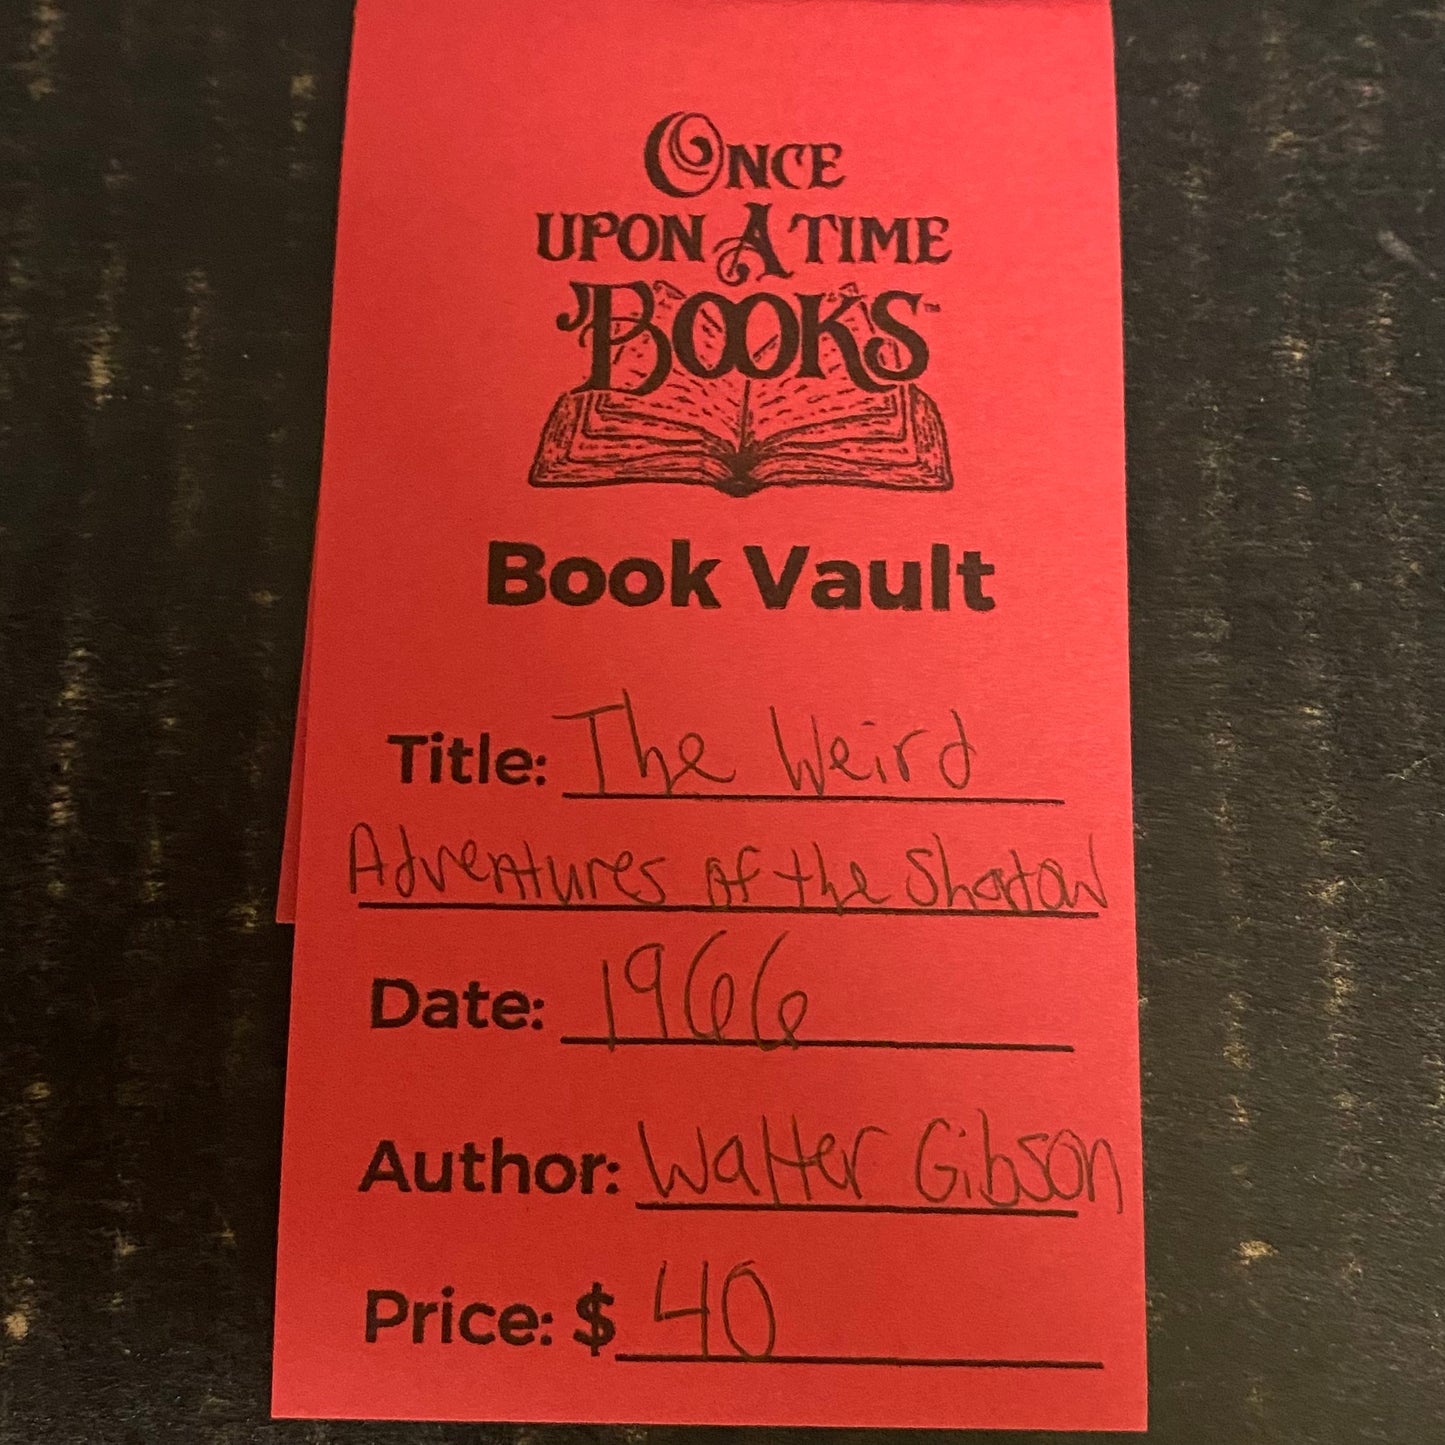 ONCE
UPON A TIME
BOOKS™
Book Vault
Title: The Weird
Adventures of the Shadow
Date: 1966
Author: Walter Gibson
Price: $ 40